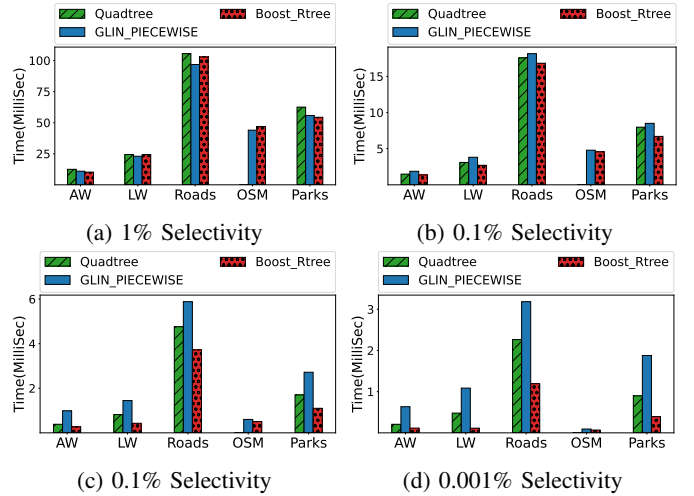 Quadtree Boost_Rtree
GLIN_PIECEWISE
Time(MilliSec)
100
75
50
25
AW LW Roads OSM Parks
(a) 1% Selectivity
Quadtree Boost_Rtree
GLIN_PIECEWISE
Time(MilliSec)
15
10
5
AW LW Roads OSM Parks
(b) 0.1% Selectivity
Quadtree Boost_Rtree
GLIN_PIECEWISE
Time(MilliSec)
6
4
2
AW LW Roads OSM Parks
(c) 0.1% Selectivity
Quadtree Boost_Rtree
GLIN_PIECEWISE
Time(MilliSec)
3
2
1
AW LW Roads OSM Parks
(d) 0.001% Selectivity